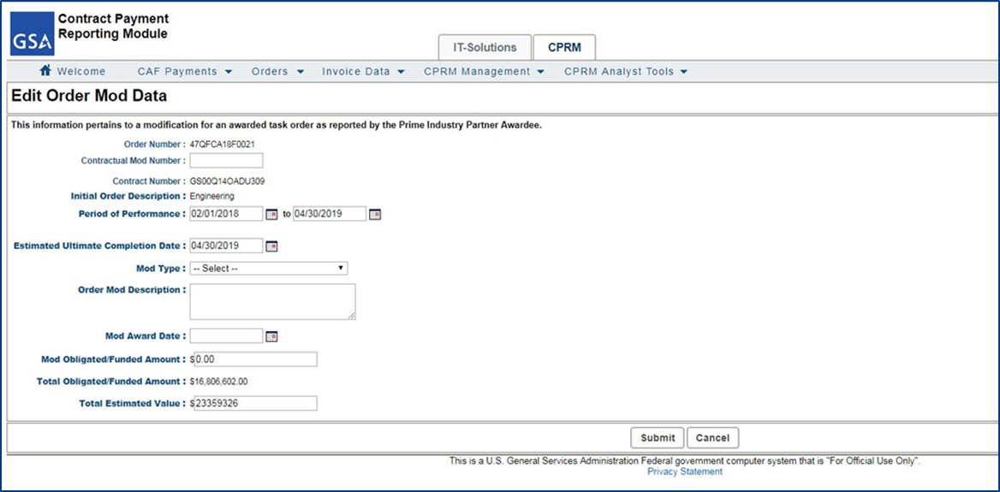 GSA
Contract Payment
Reporting Module
IT-Solutions CPRM
Welcome CAF Payments Orders Invoice Data CPRM Management CPRM Analyst Tools
Edit Order Mod Data
This information pertains to a modification for an awarded task order as reported by the Prime Industry Partner Awardee.
Order Number : 47QFCA18F0021
Contractual Mod Number :
Contract Number : GS00Q14OADU309
Initial Order Description : Engineering
Period of Performance : 02/01/2018 to 04/30/2019
Estimated Ultimate Completion Date : 04/30/2019
Mod Type : -- Select --
Order Mod Description :
Mod Award Date :
Mod Obligated/Funded Amount : $0.00
Total Obligated/Funded Amount : $16,806,602.00
Total Estimated Value : $23359326
Submit Cancel
This is a U.S. General Services Administration Federal government computer system that is "For Official Use Only".
Privacy Statement